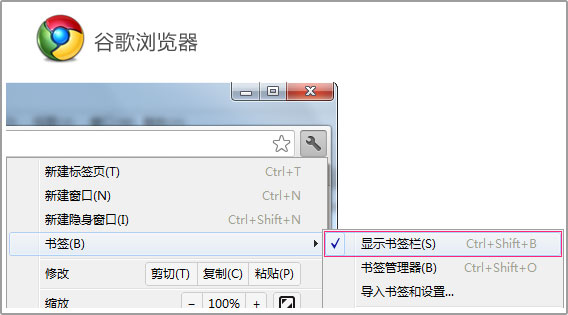 谷歌浏览器
新建标签页(T) Ctrl+T
新建窗口(N) Ctrl+N
新建隐身窗口(I) Ctrl+Shift+N
书签(B)
显示书签栏(S) Ctrl+Shift+B
修改 剪切(T) 复制(C) 粘贴(P)
书签管理器(B) Ctrl+Shift+O
缩放 − 100% +
导入书签和设置...